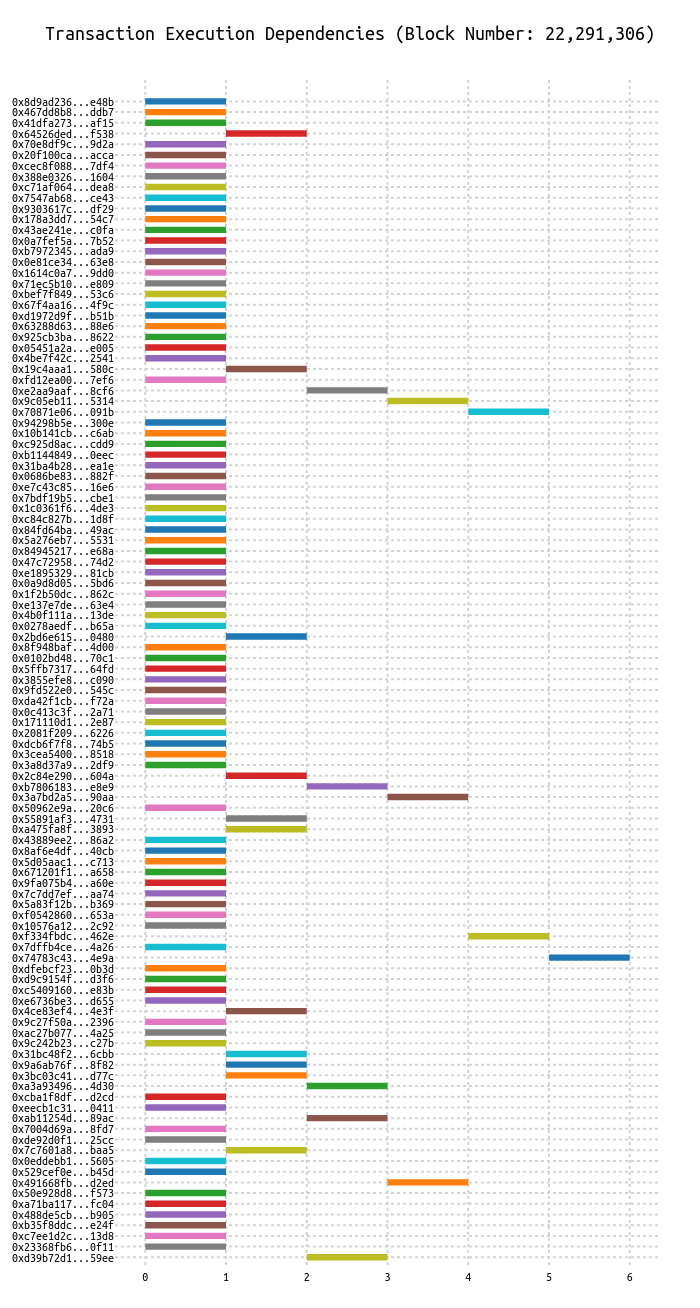 Transaction Execution Dependencies (Block Number: 22,291,306)
0x8d9ad236...e48b
0x467dd8b8...ddb7
0x41dfa273...af15
0x64526ded...f538
0x70e8df9c...9d2a
0x20f100ca...acca
0xcec8f088...7df4
0x388e0326...1604
0xc71af064...dea8
0x7547ab68...ce43
0x9303617c...df29
0x178a3dd7...54c7
0x43ae241e...c0fa
0x0a7fef5a...7b52
0xb7972345...ada9
0x0e81ce34...63e8
0x1614c0a7...9dd0
0x71ec5b10...e809
0xbef7f849...53c6
0x67f4aa16...4f9c
0xd1972d9f...b51b
0x63288d63...88e6
0x925cb3ba...8622
0x05451a2a...e005
0x4be7f42c...2541
0x19c4aaa1...580c
0xfd12ea00...7ef6
0xe2aa9aaf...8cf6
0x9c05eb11...5314
0x70871e06...091b
0x94298b5e...300e
0x10b141cb...c6ab
0xc925d8ac...cdd9
0xb1144849...0eec
0x31ba4b28...ea1e
0x0686be83...882f
0xe7c43c85...16e6
0x7bdf19b5...cbe1
0x1c0361f6...4de3
0xc84c827b...1d8f
0x84fd64ba...49ac
0x5a276eb7...5531
0x84945217...e68a
0x47c72958...74d2
0xe1895329...81cb
0x0a9d8d05...5bd6
0x1f2b50dc...862c
0xe137e7de...63e4
0x4b0f111a...13de
0x0278aedf...b65a
0x2bd6e615...0480
0x8f948baf...4d00
0x0102bd48...70c1
0x5ffb7317...64fd
0x3855efe8...c090
0x9fd522e0...545c
0xda42f1cb...f72a
0x0c413c3f...2a71
0x171110d1...2e87
0x2081f209...6226
0xdcb6f7f8...74b5
0x3cea5400...8518
0x3a8d37a9...2df9
0x2c84e290...604a
0xb7806183...e8e9
0x3a7bd2a5...90aa
0x50962e9a...20c6
0x55891af3...4731
0xa475fa8f...3893
0x43889ee2...86a2
0x8af6e4df...40cb
0x5d05aac1...c713
0x671201f1...a658
0x9fa075b4...a60e
0x7c7dd7ef...aa74
0x5a83f12b...b369
0xf0542860...653a
0x10576a12...2c92
0xf334fbdc...462e
0x7dffb4ce...4a26
0x74783c43...4e9a
0xdfebcf23...0b3d
0xd9c9154f...d3f6
0xc5409160...e83b
0xe6736be3...d655
0x4ce83ef4...4e3f
0x9c27f50a...2396
0xac27b077...4a25
0x9c242b23...c27b
0x31bc48f2...6cbb
0x9a6ab76f...8f82
0x3bc03c41...d77c
0xa3a93496...4d30
0xcba1f8df...d2cd
0xeecb1c31...0411
0xab11254d...89ac
0x7004d69a...8fd7
0xde92d0f1...25cc
0x7c7601a8...baa5
0x0eddebb1...5605
0x529cef0e...b45d
0x491668fb...d2ed
0x50e928d8...f573
0xa71ba117...fc04
0x488de5cb...b905
0xb35f8ddc...e24f
0xc7ee1d2c...13d8
0x23368fb6...0f11
0xd39b72d1...59ee
0 1 2 3 4 5 6